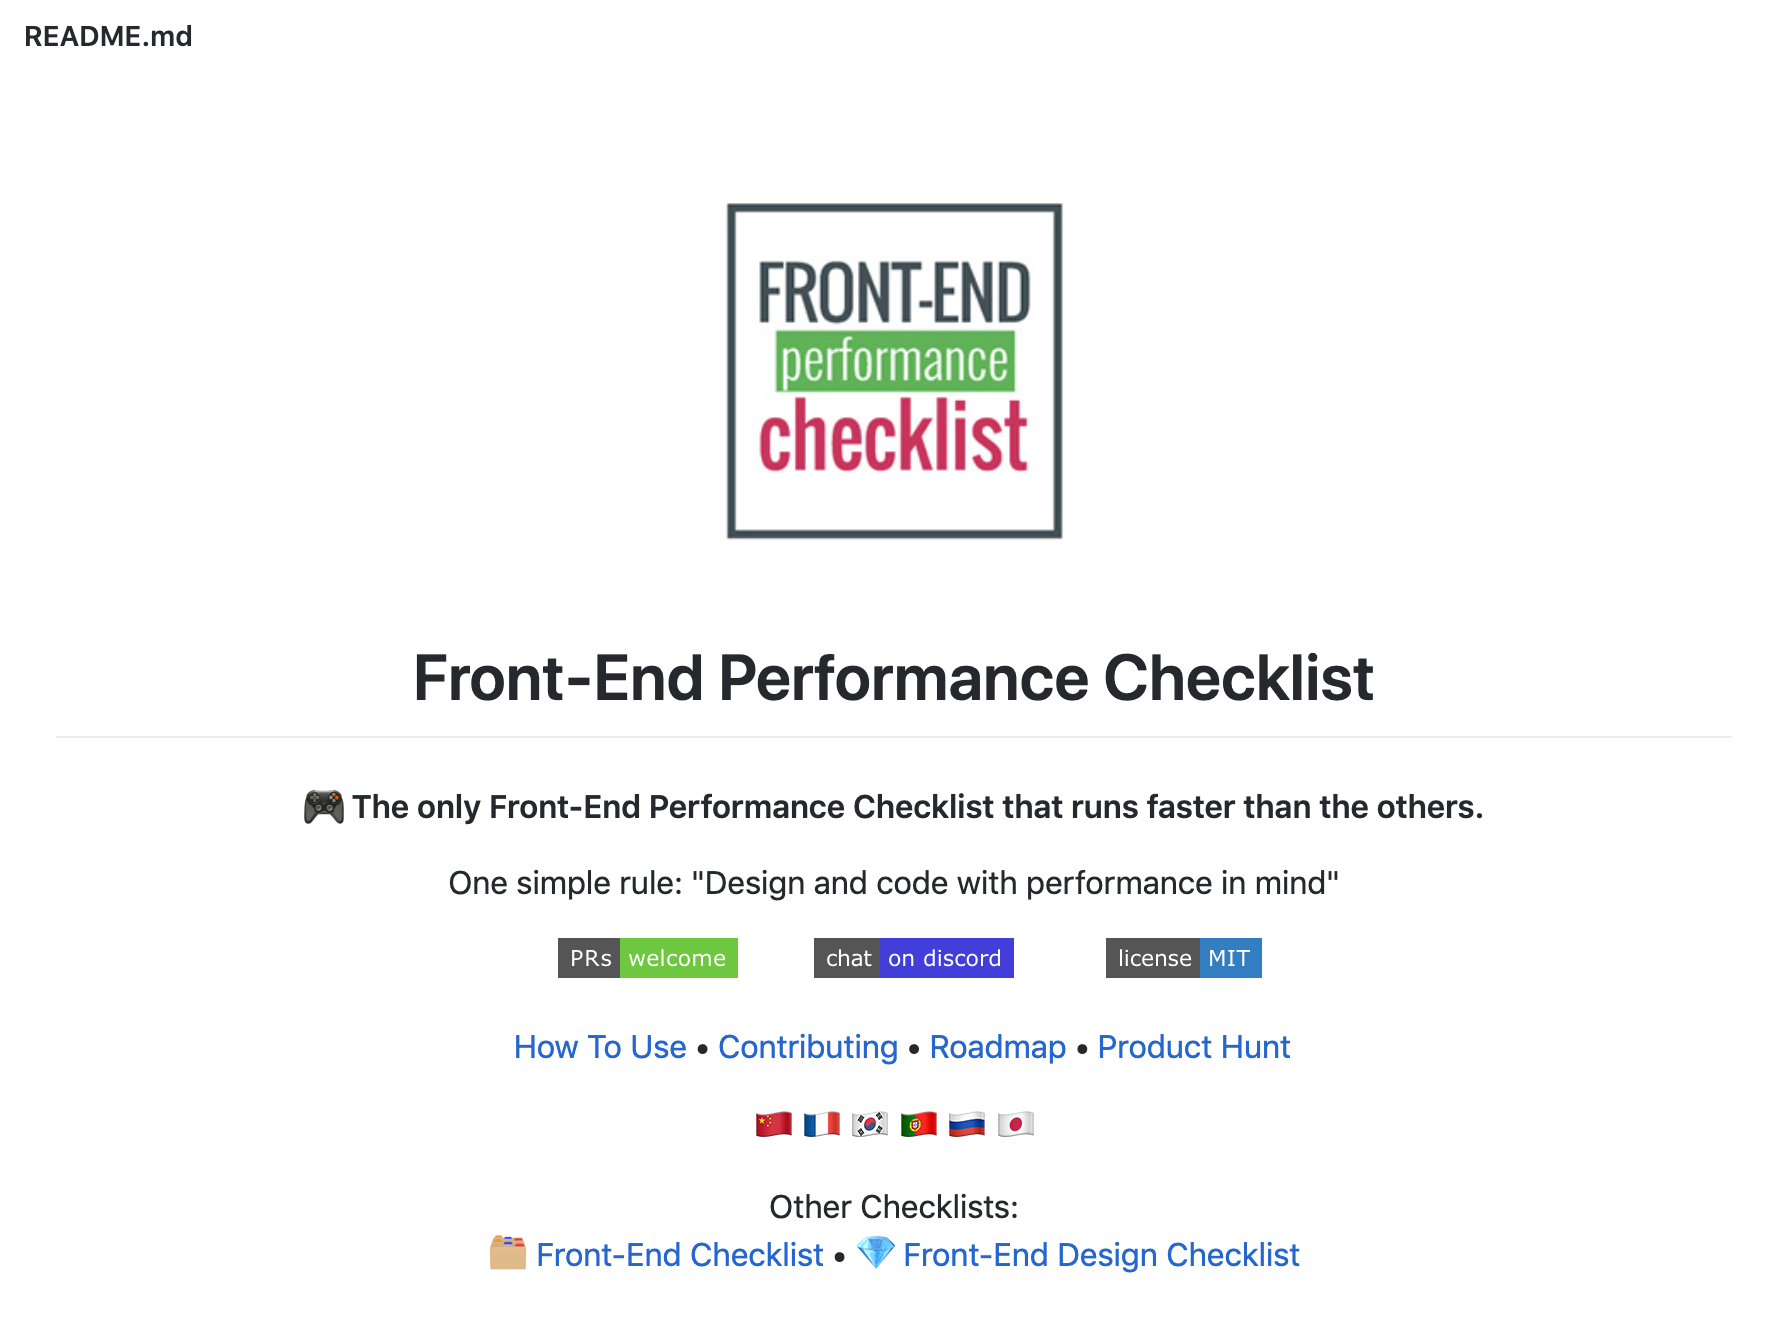 README.md
FRONT-END
performance
checklist
Front-End Performance Checklist
🎮 The only Front-End Performance Checklist that runs faster than the others.
One simple rule: "Design and code with performance in mind"
PRs welcome chat on discord license MIT
How To Use • Contributing • Roadmap • Product Hunt
🇨🇳 🇫🇷 🇰🇷 🇵🇹 🇷🇺 🇯🇵
Other Checklists:
🗂 Front-End Checklist • 💎 Front-End Design Checklist